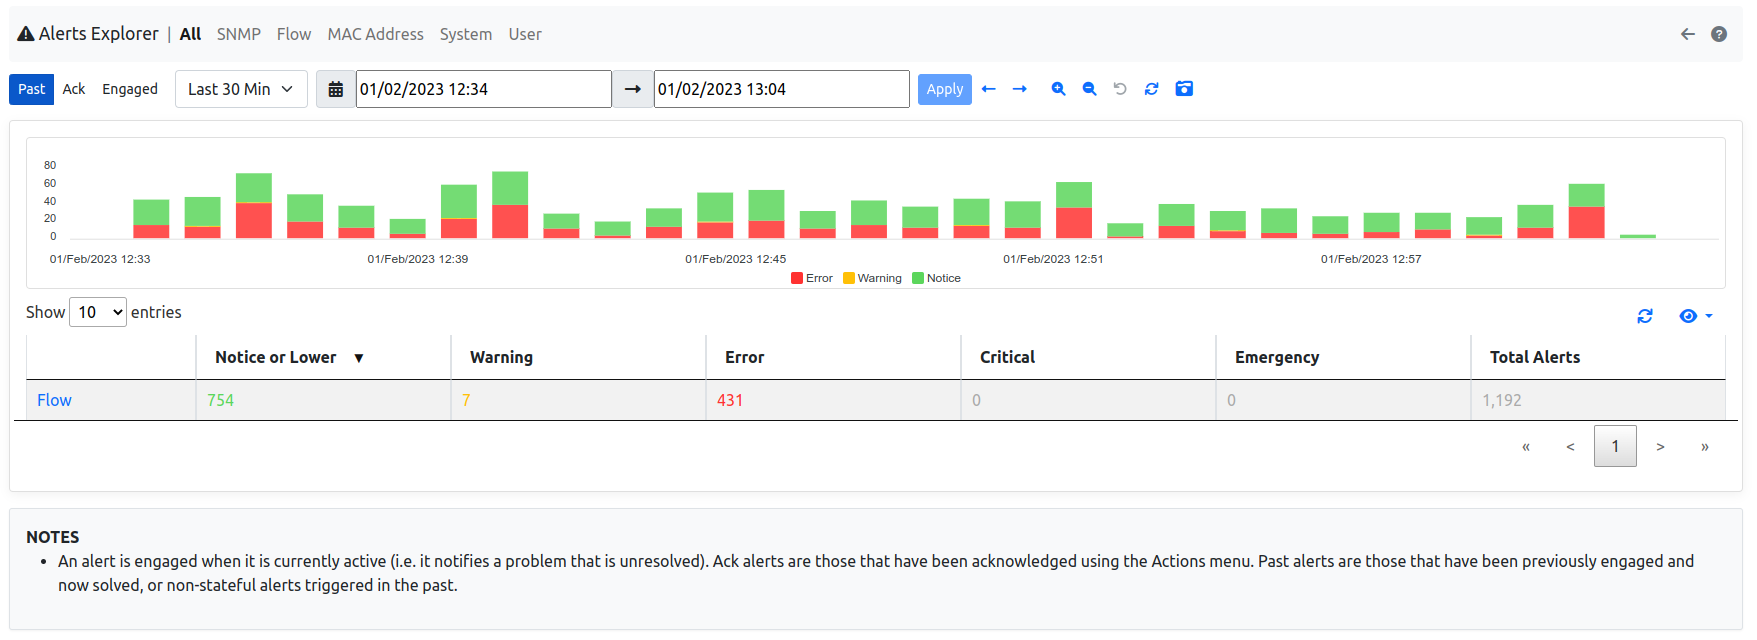 Alerts Explorer | All SNMP Flow MAC Address System User
Past Ack Engaged Last 30 Min 01/02/2023 12:34 → 01/02/2023 13:04 Apply ← →
80
60
40
20
0
01/Feb/2023 12:33 01/Feb/2023 12:39 01/Feb/2023 12:45 01/Feb/2023 12:51 01/Feb/2023 12:57
Error Warning Notice
Show 10 entries
Notice or Lower ▼ Warning Error Critical Emergency Total Alerts
Flow 754 7 431 0 0 1,192
« < 1 > »
NOTES
• An alert is engaged when it is currently active (i.e. it notifies a problem that is unresolved). Ack alerts are those that have been acknowledged using the Actions menu. Past alerts are those that have been previously engaged and
now solved, or non-stateful alerts triggered in the past.